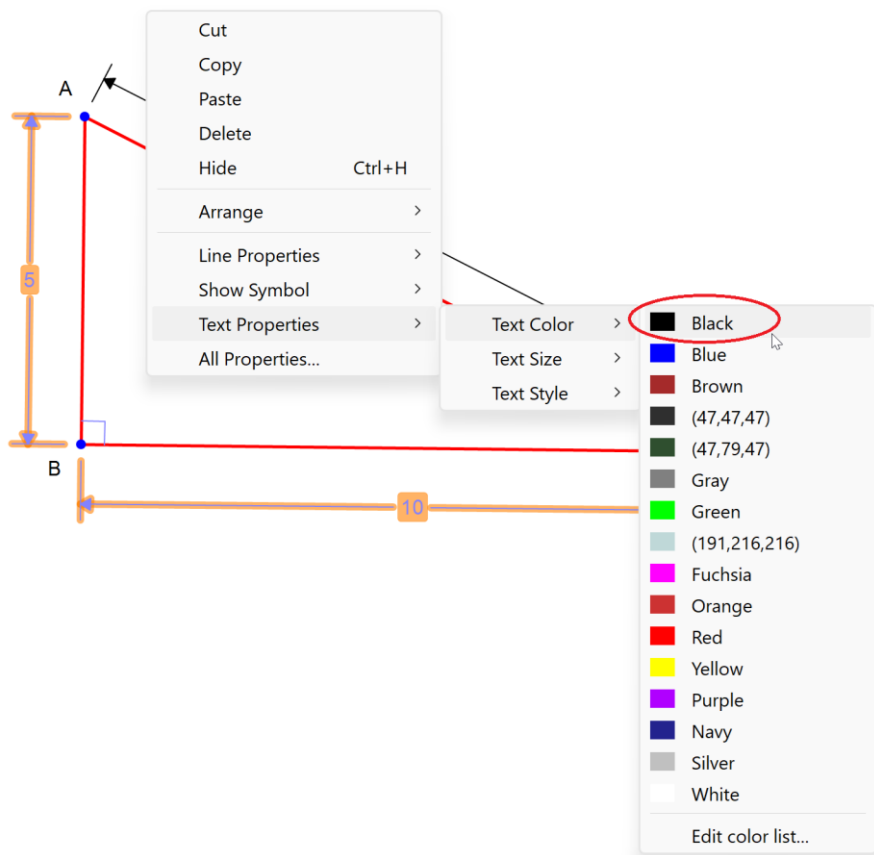 Cut
Copy
Paste
Delete
Hide Ctrl+H
Arrange
Line Properties
Show Symbol
Text Properties
All Properties...
A
5
B
10
Text Color
Text Size
Text Style
Black
Blue
Brown
(47,47,47)
(47,79,47)
Gray
Green
(191,216,216)
Fuchsia
Orange
Red
Yellow
Purple
Navy
Silver
White
Edit color list...